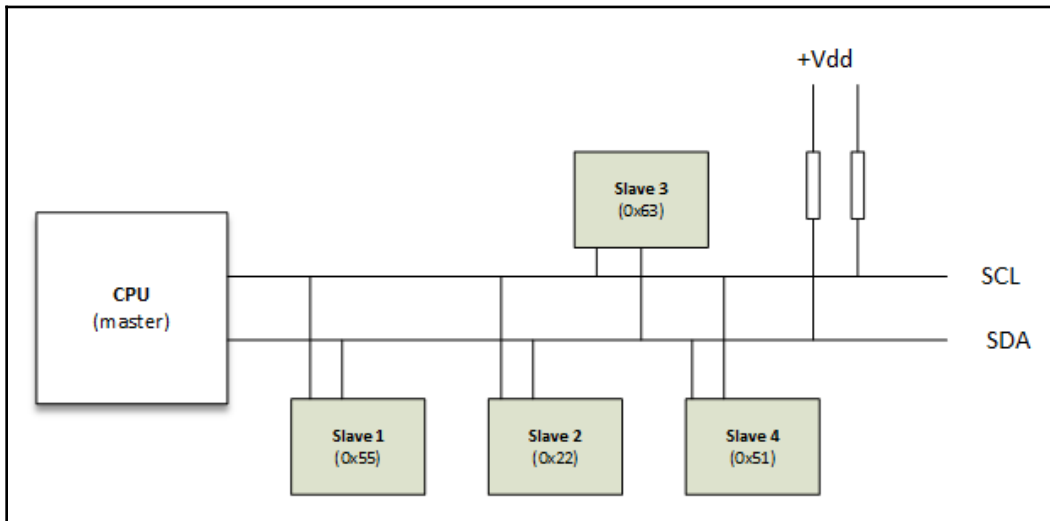 +Vdd
Slave 3
(0x63)
CPU
(master)
SCL
SDA
Slave 1
(0x55)
Slave 2
(0x22)
Slave 4
(0x51)